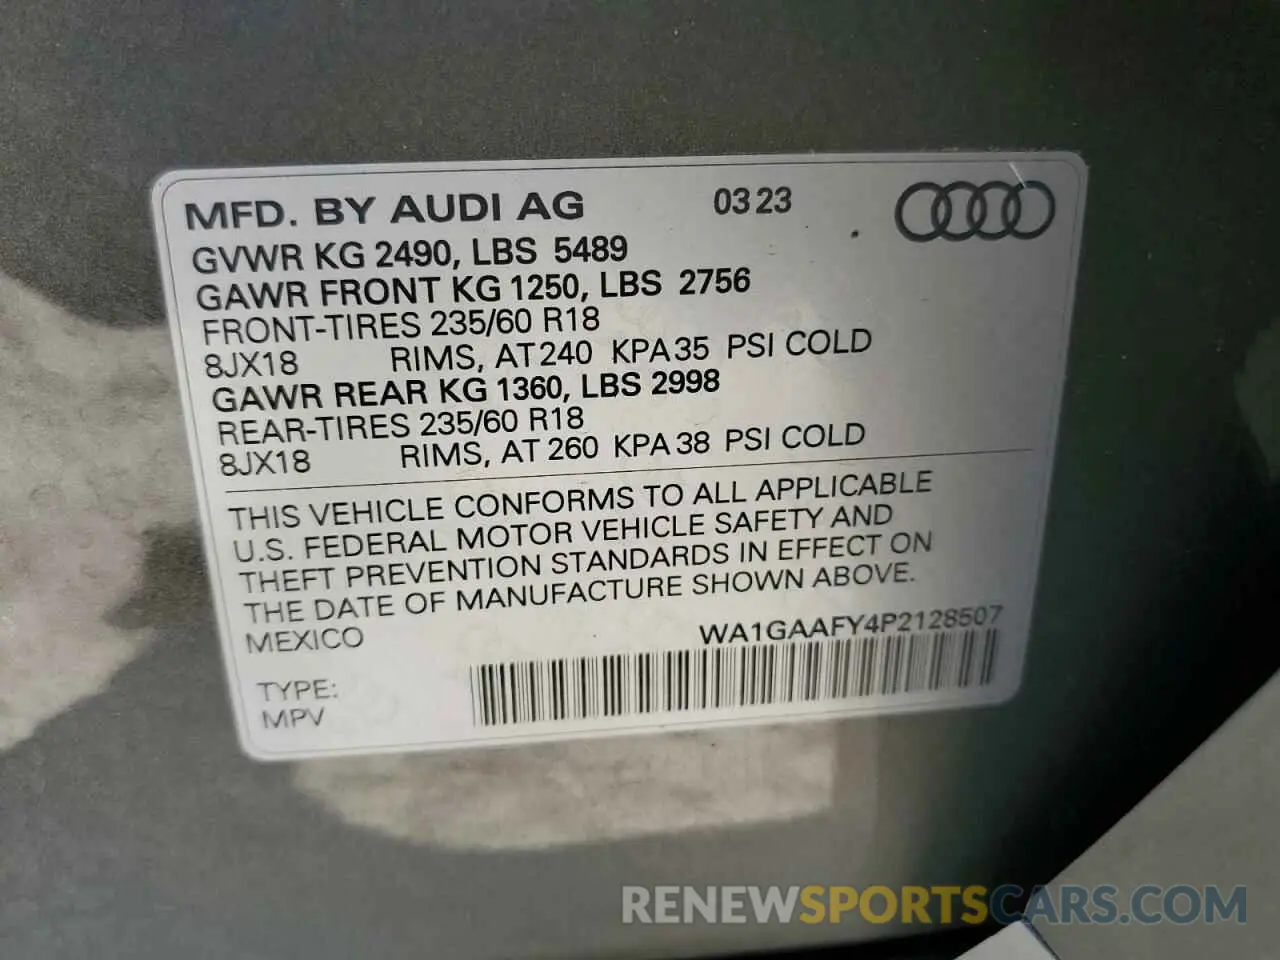 MFD. BY AUDI AG 03 23
GVWR KG 2490, LBS 5489
GAWR FRONT KG 1250, LBS 2756
FRONT-TIRES 235/60 R18
8JX18 RIMS, AT 240 KPA 35 PSI COLD
GAWR REAR KG 1360, LBS 2998
REAR-TIRES 235/60 R18
8JX18 RIMS, AT 260 KPA 38 PSI COLD
THIS VEHICLE CONFORMS TO ALL APPLICABLE
U.S. FEDERAL MOTOR VEHICLE SAFETY AND
THEFT PREVENTION STANDARDS IN EFFECT ON
THE DATE OF MANUFACTURE SHOWN ABOVE.
MEXICO WA1GAAFY4P2128507
TYPE:
MPV
RENEWSPORTSCARS.COM